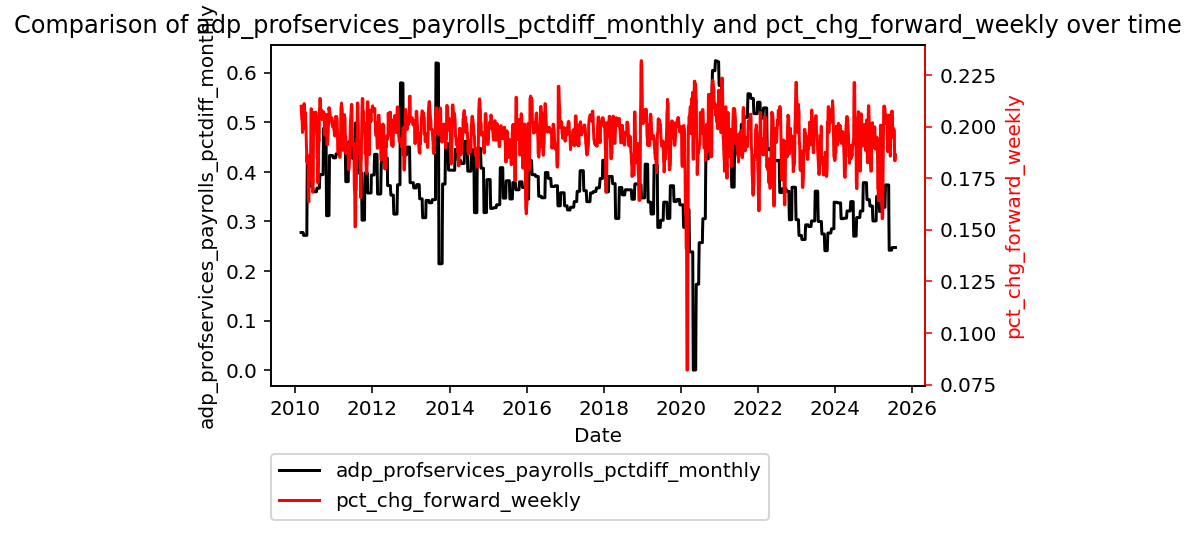 Comparison of adp_profservices_payrolls_pctdiff_monthly and pct_chg_forward_weekly over time
adp_profservices_payrolls_pctdiff_monthly
0.6
0.5
0.4
0.3
0.2
0.1
0.0
0.225
0.200
0.175
0.150
0.125
0.100
0.075
pct_chg_forward_weekly
2010 2012 2014 2016 2018 2020 2022 2024 2026
Date
adp_profservices_payrolls_pctdiff_monthly
pct_chg_forward_weekly